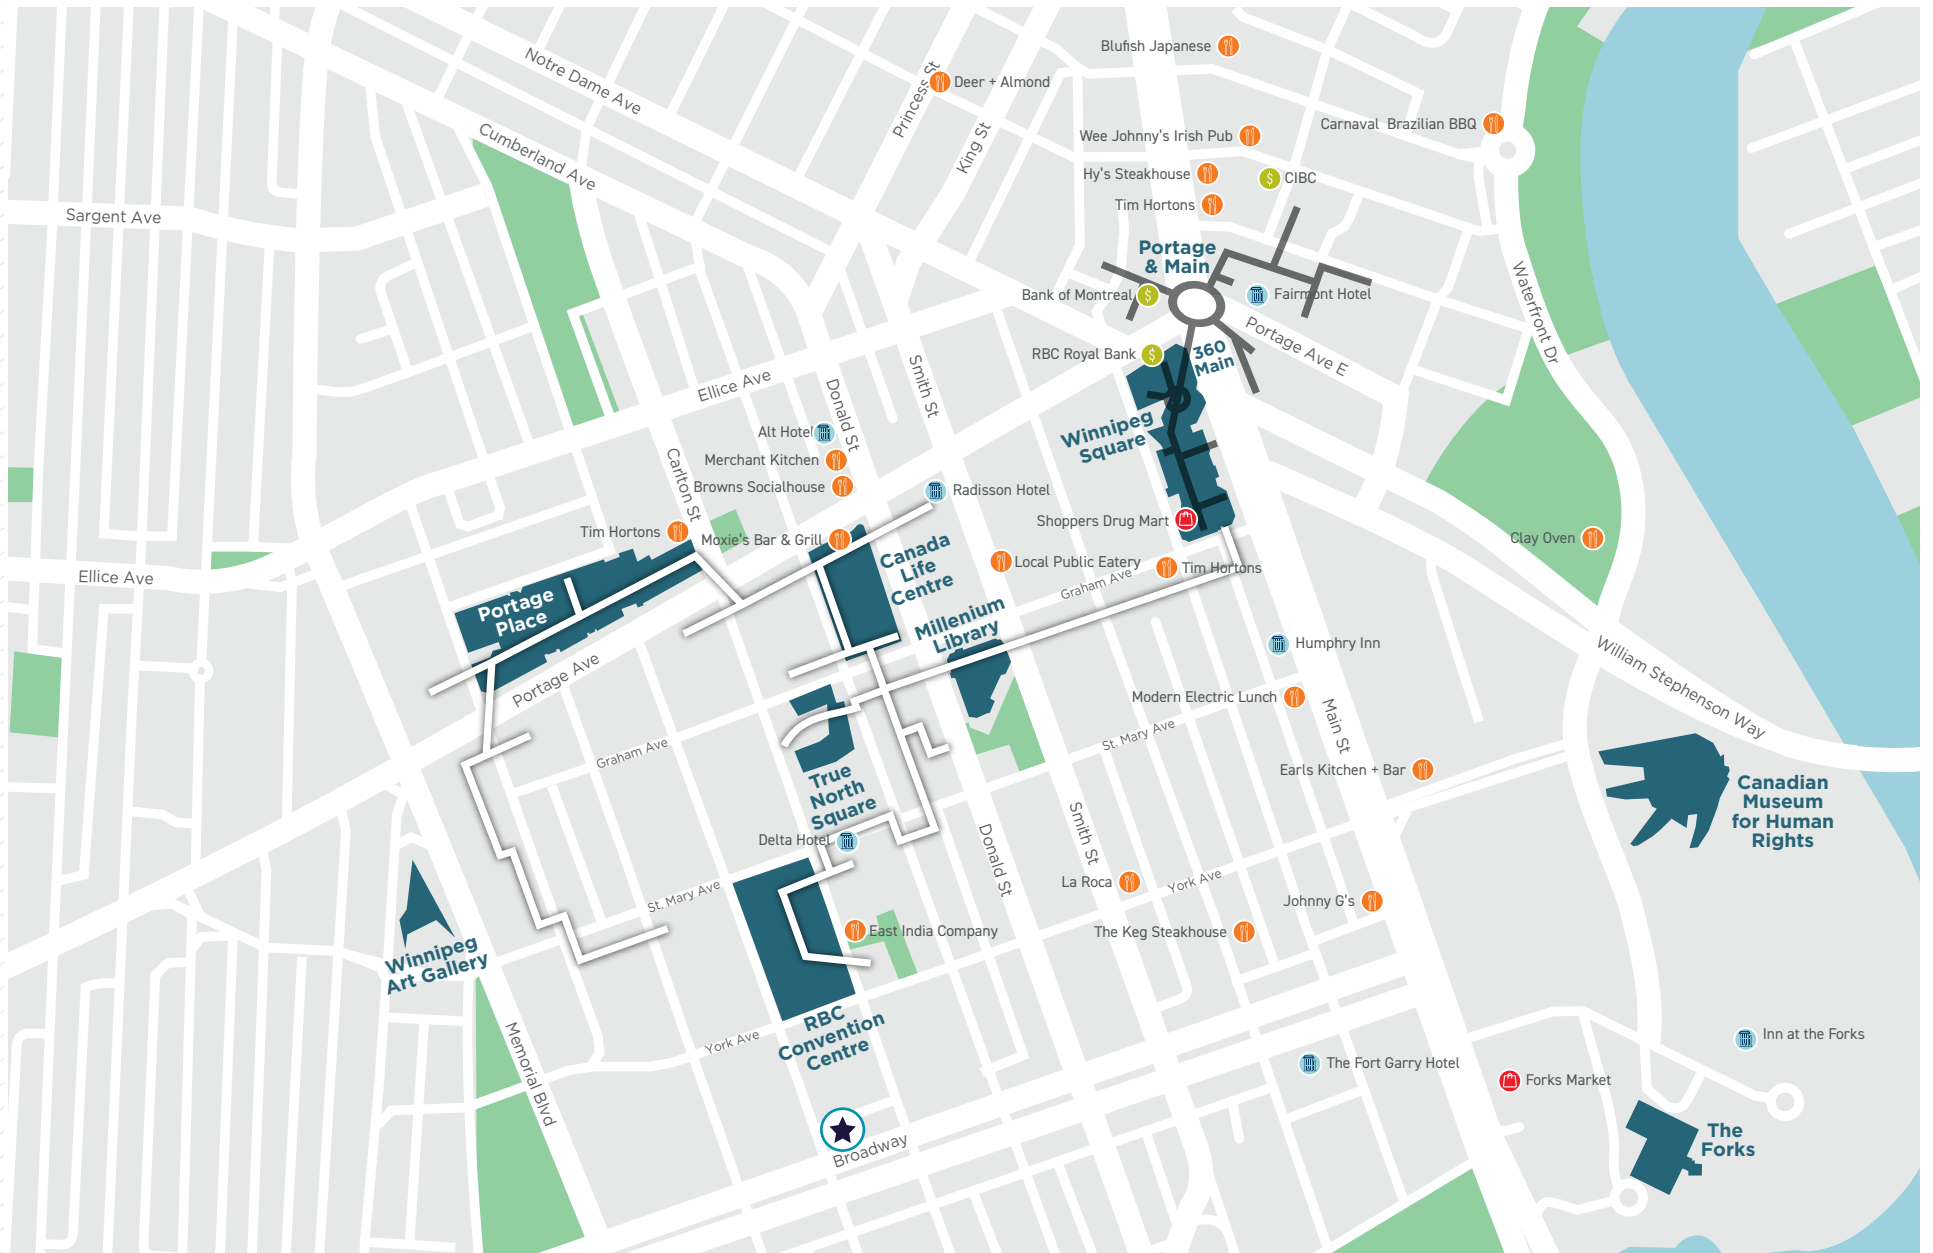 Blufish Japanese
Notre Dame Ave
Princess St
Deer + Almond
King St
Carnaval  Brazilian BBQ
Cumberland Ave
Wee Johnny's Irish Pub
Hy's Steakhouse
CIBC
Tim Hortons
Sargent Ave
Portage
& Main
Bank of Montreal
Fairmont Hotel
Waterfront Dr
Portage Ave E
RBC Royal Bank
360
Main
Ellice Ave
Smith St
Donald St
Alt Hotel
Winnipeg
Square
Merchant Kitchen
Browns Socialhouse
Radisson Hotel
Carlton St
Shoppers Drug Mart
Tim Hortons
Moxie's Bar & Grill
Clay Oven
Canada
Life
Centre
Local Public Eatery
Tim Hortons
Graham Ave
Ellice Ave
Portage
Place
Millenium
Library
Humphry Inn
William Stephenson Way
Portage Ave
Modern Electric Lunch
Main St
St. Mary Ave
Graham Ave
Earls Kitchen + Bar
True
North
Square
Canadian
Museum
for Human
Rights
Delta Hotel
Smith St
Donald St
La Roca
York Ave
St. Mary Ave
Johnny G's
East India Company
The Keg Steakhouse
Winnipeg
Art Gallery
RBC
Convention
Centre
York Ave
Memorial Blvd
Inn at the Forks
The Fort Garry Hotel
Forks Market
The
Forks
Broadway